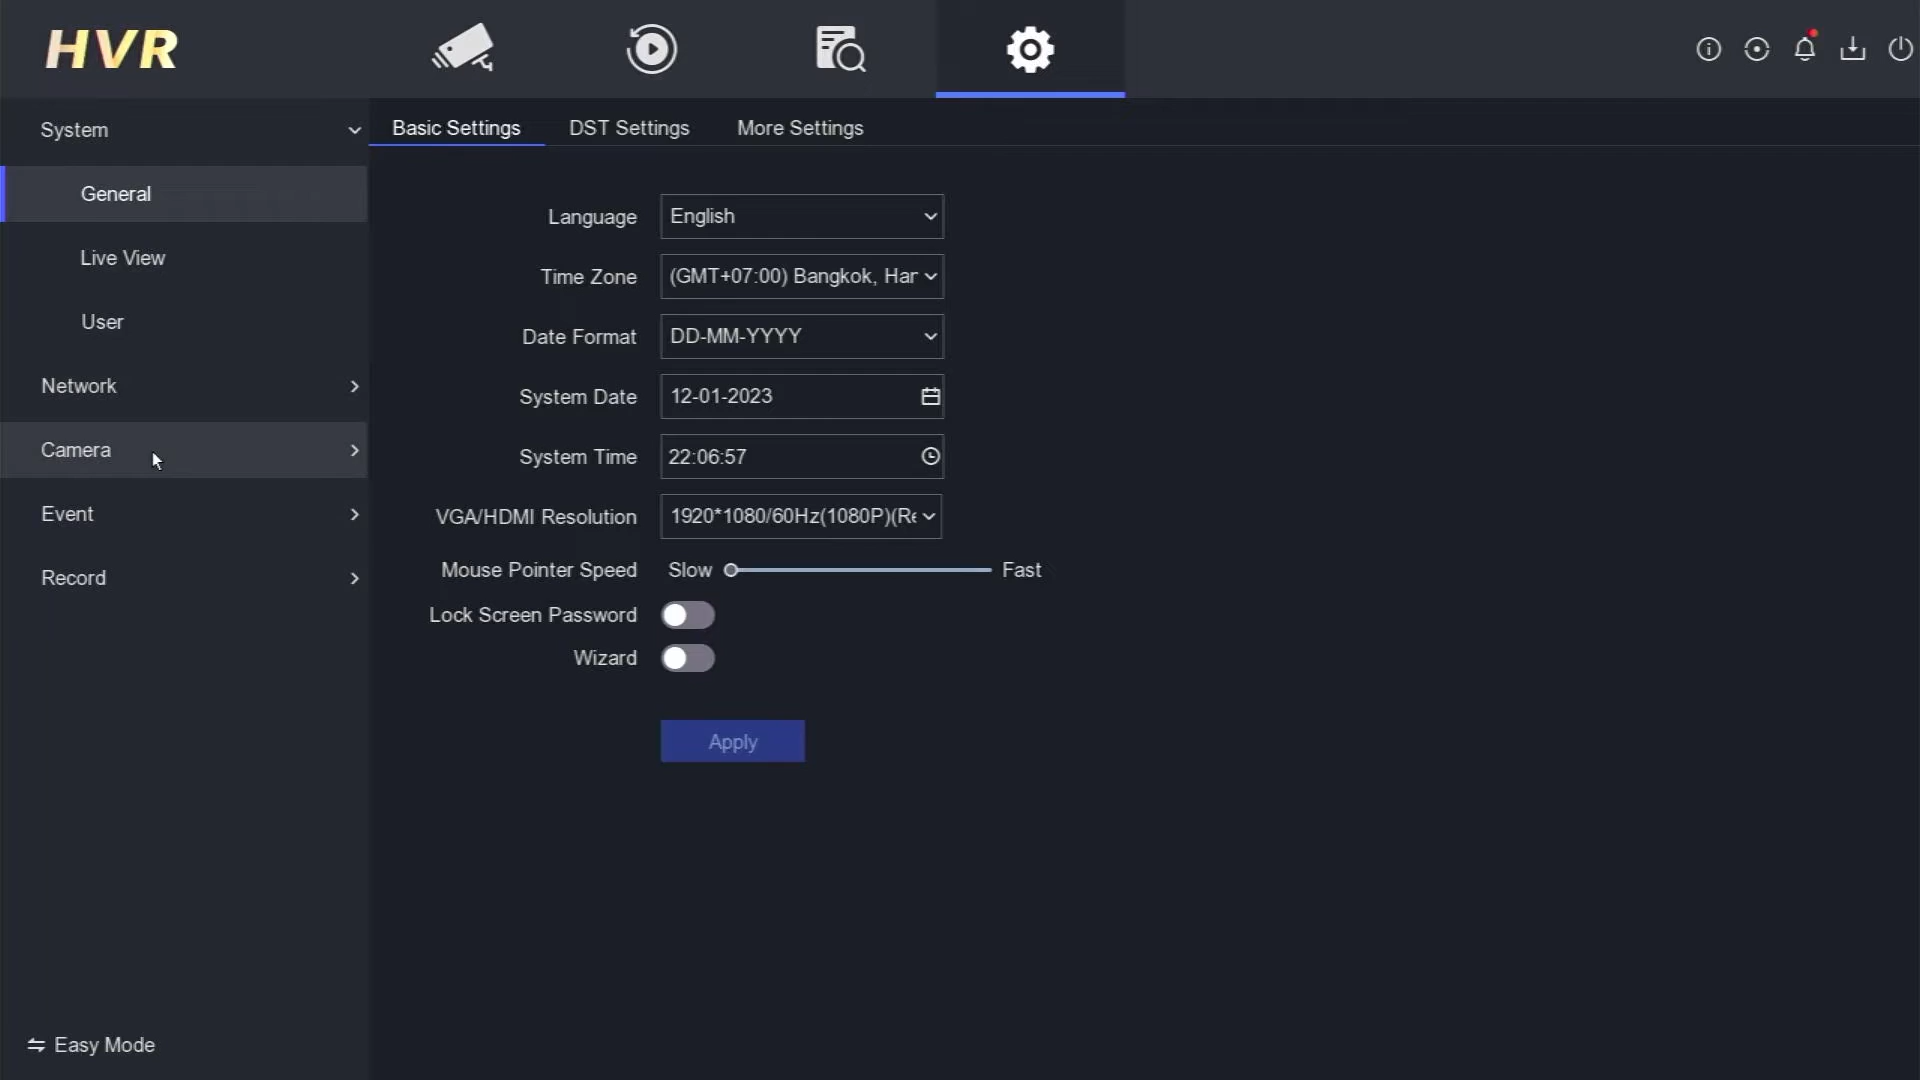 HVR
System
General
Live View
User
Network
Camera
Event
Record
Easy Mode
Basic Settings
DST Settings
More Settings
Language
English
Time Zone
(GMT+07:00) Bangkok, Har
Date Format
DD-MM-YYYY
System Date
12-01-2023
System Time
22:06:57
VGA/HDMI Resolution
1920*1080/60Hz(1080P)(Re
Mouse Pointer Speed
Slow
Fast
Lock Screen Password
Wizard
Apply